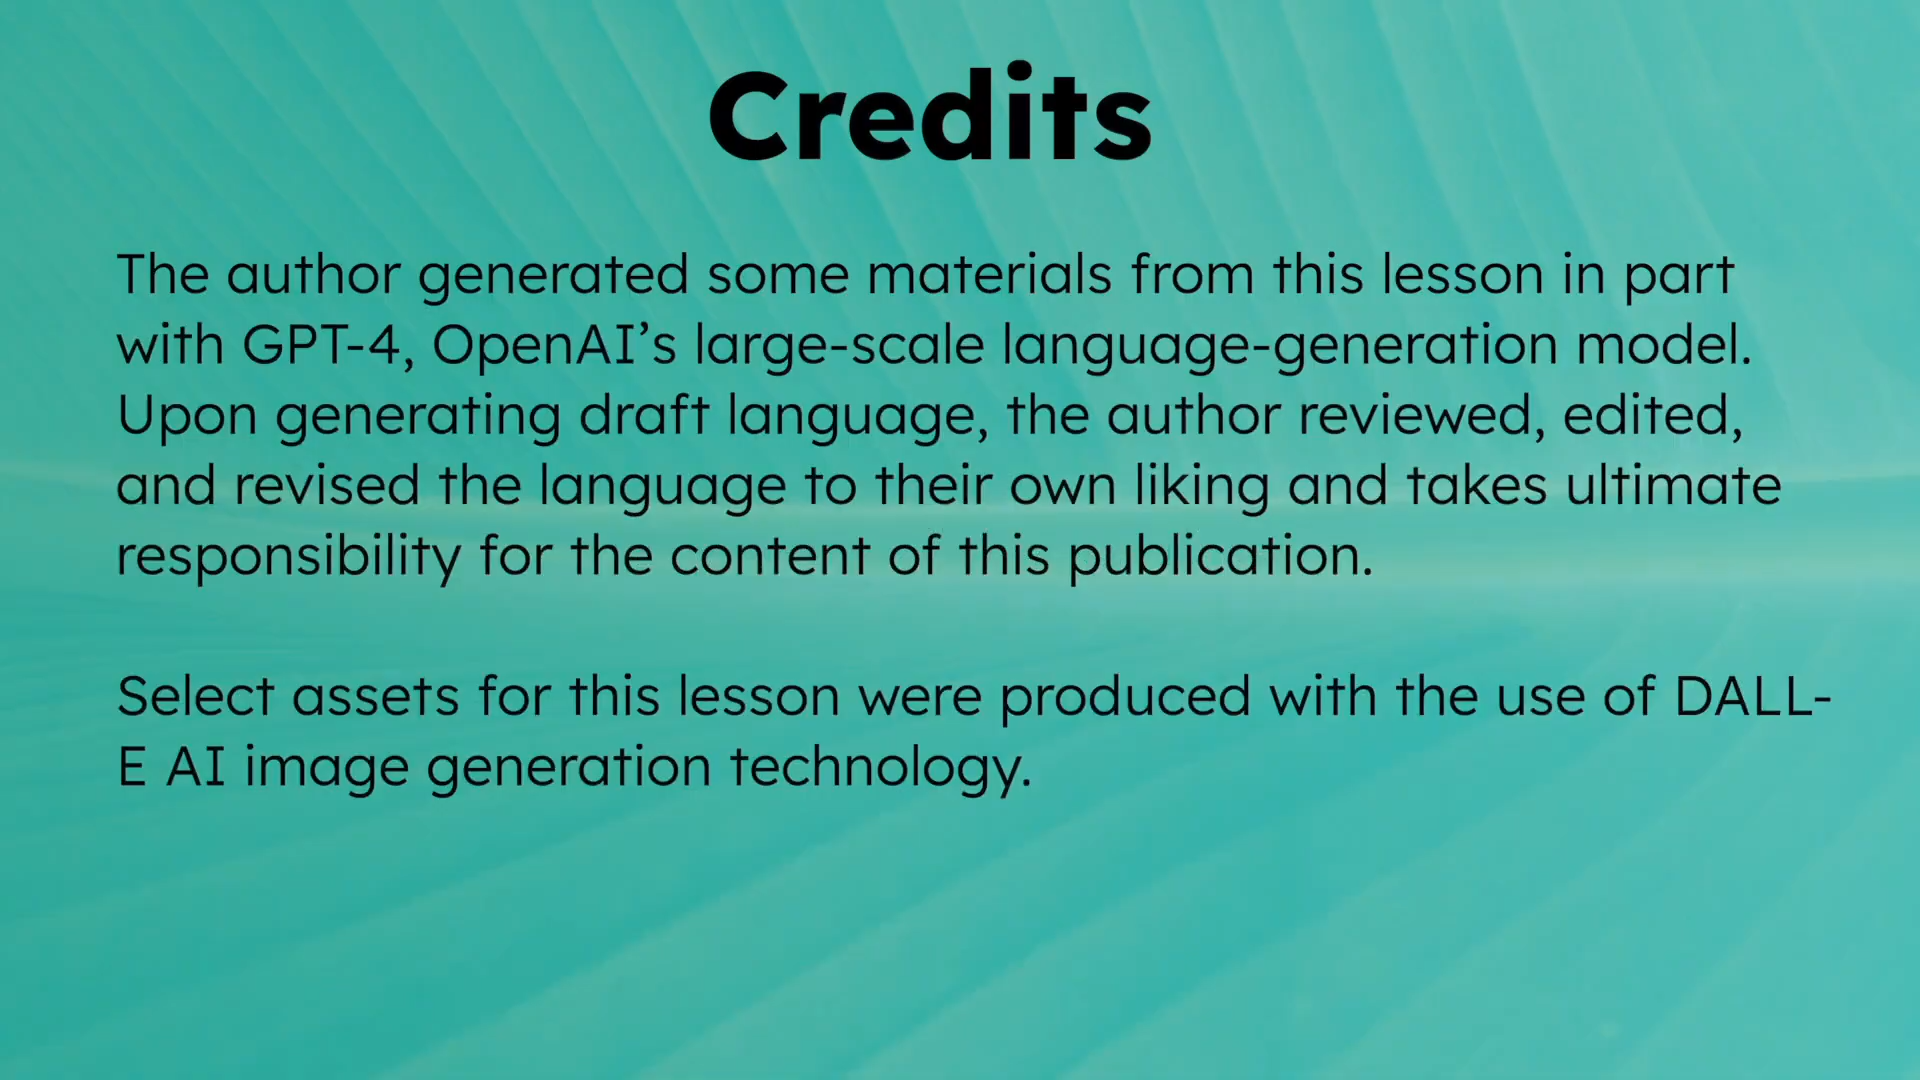 Credits
The author generated some materials from this lesson in part
with GPT-4, OpenAI’s large-scale language-generation model.
Upon generating draft language, the author reviewed, edited,
and revised the language to their own liking and takes ultimate
responsibility for the content of this publication.
Select assets for this lesson were produced with the use of DALL-
E AI image generation technology.